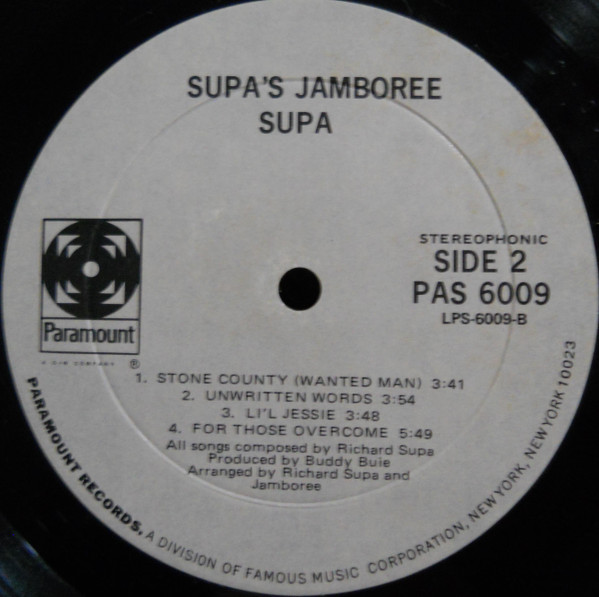 SUPA'S JAMBOREE
SUPA
STEREOPHONIC
SIDE 2
PAS 6009
LPS-6009-B
Paramount
A G+W COMPANY
®
1. STONE COUNTY (WANTED MAN) 3:41
2. UNWRITTEN WORDS 3:54
3. LI'L JESSIE 3:48
4. FOR THOSE OVERCOME 5:49
All songs composed by Richard Supa
Produced by Buddy Buie
Arranged by Richard Supa and
Jamboree
PARAMOUNT RECORDS, A DIVISION OF FAMOUS MUSIC CORPORATION, NEW YORK, NEW YORK 10023